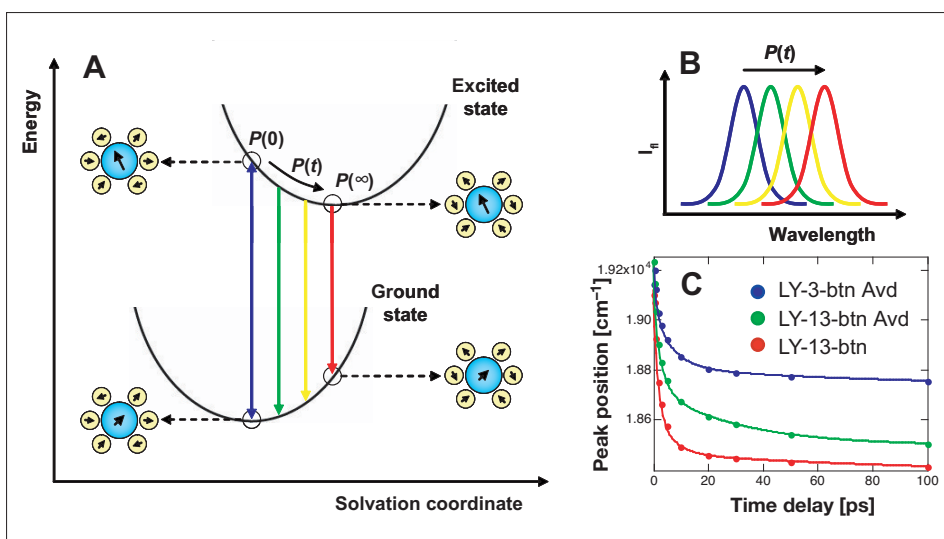 A
Energy
Excited
state
P(0)
P(t)
P(∞)
Ground
state
Solvation coordinate
B
P(t)
I_fl
Wavelength
C
1.92x10⁴
1.90
1.88
1.86
Peak position [cm⁻¹]
LY-3-btn Avd
LY-13-btn Avd
LY-13-btn
0
20
40
60
80
100
Time delay [ps]